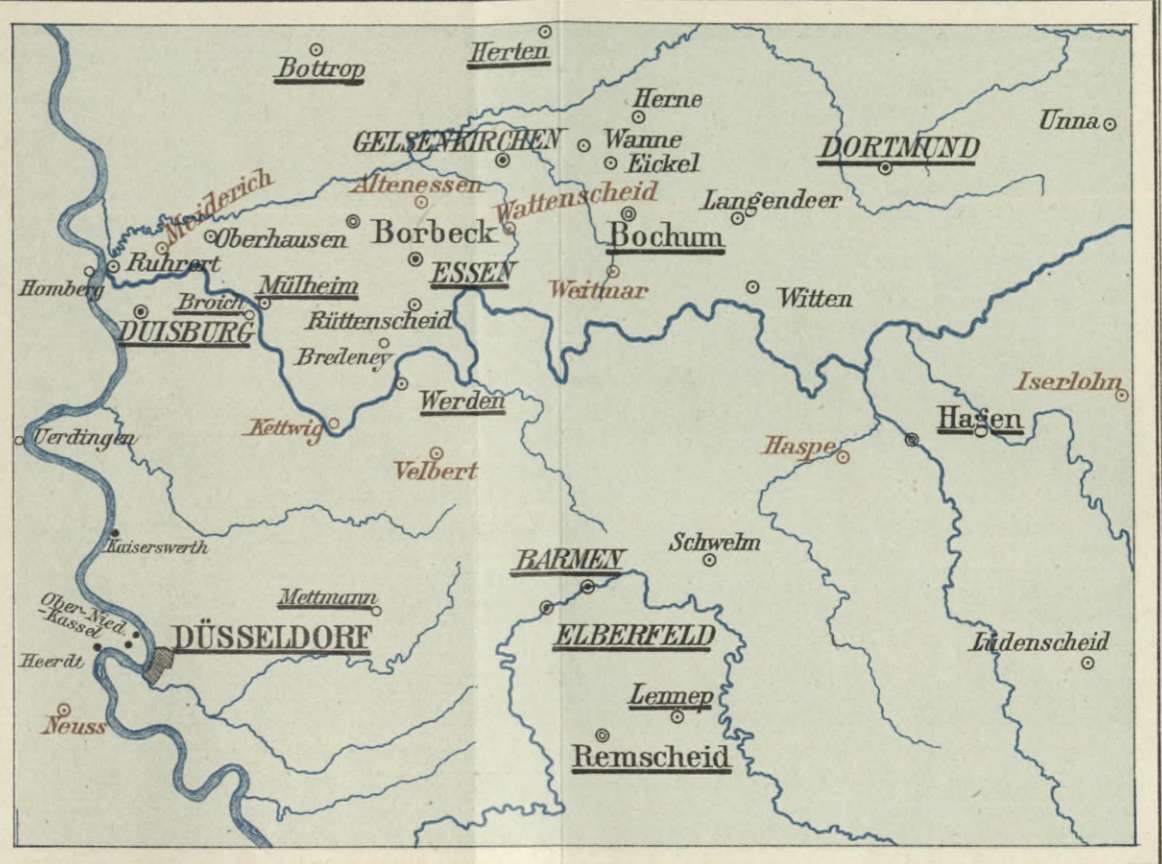 Herten
Bottrop
Herne
Unna
GELSENKIRCHEN
Wanne
DORTMUND
Eickel
Meiderich
Altenessen
Wattenscheid
Langendeer
Oberhausen
Borbeck
Bochum
Ruhrort
ESSEN
Homberg
Mülheim
Weitmar
Witten
Broich
DUISBURG
Rüttenscheid
Bredeney
Iserlohn
Werden
Hagen
Kettwig
Uerdingen
Haspe
Velbert
Kaiserswerth
Schwelm
BARMEN
Mettmann
Ober-Nied.
-Kassel
DÜSSELDORF
ELBERFELD
Lüdenscheid
Heerdt
Lennep
Neuss
Remscheid